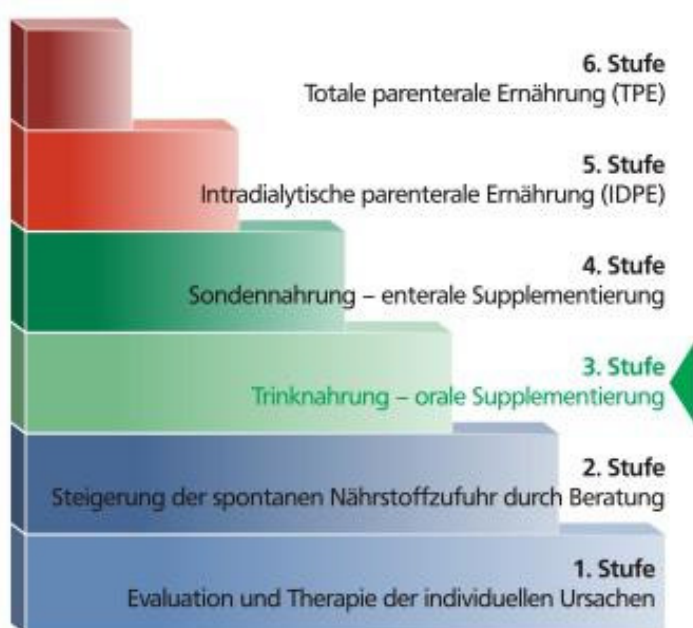 6. Stufe
Totale parenterale Ernährung (TPE)
5. Stufe
Intradialytische parenterale Ernährung (IDPE)
4. Stufe
Sondennahrung – enterale Supplementierung
3. Stufe
Trinknahrung – orale Supplementierung
2. Stufe
Steigerung der spontanen Nährstoffzufuhr durch Beratung
1. Stufe
Evaluation und Therapie der individuellen Ursachen